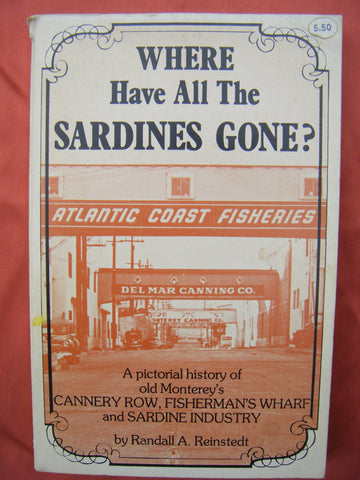 5.50
WHERE
Have All The
SARDINES GONE?
ATLANTIC COAST FISHERIES
DEL MAR CANNING CO.
MONTEREY CANNING CO.
A pictorial history of
old Monterey's
CANNERY ROW, FISHERMAN'S WHARF
and SARDINE INDUSTRY
by Randall A. Reinstedt